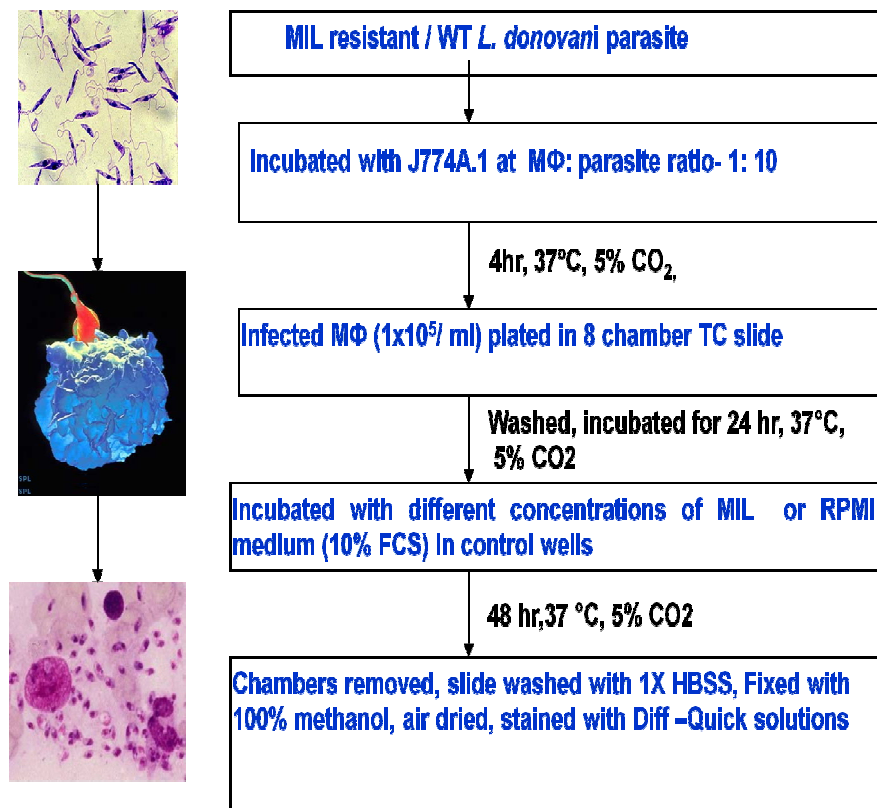 MIL resistant / WT L. donovani parasite
Incubated with J774A.1 at MΦ: parasite ratio- 1: 10
4hr, 37°C, 5% CO₂,
Infected MΦ (1x10⁵/ ml) plated in 8 chamber TC slide
Washed, incubated for 24 hr, 37°C,
5% CO2
SPL
SPL
Incubated with different concentrations of MIL or RPMI
medium (10% FCS) In control wells
48 hr,37 °C, 5% CO2
Chambers removed, slide washed with 1X HBSS, Fixed with
100% methanol, air dried, stained with Diff –Quick solutions